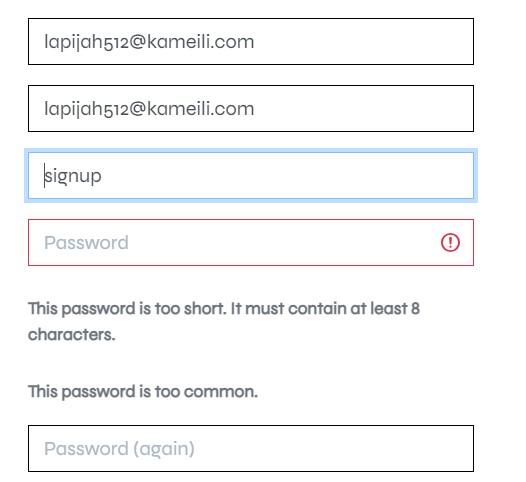 lapijah512@kameili.com
lapijah512@kameili.com
signup
Password
This password is too short. It must contain at least 8
characters.
This password is too common.
Password (again)